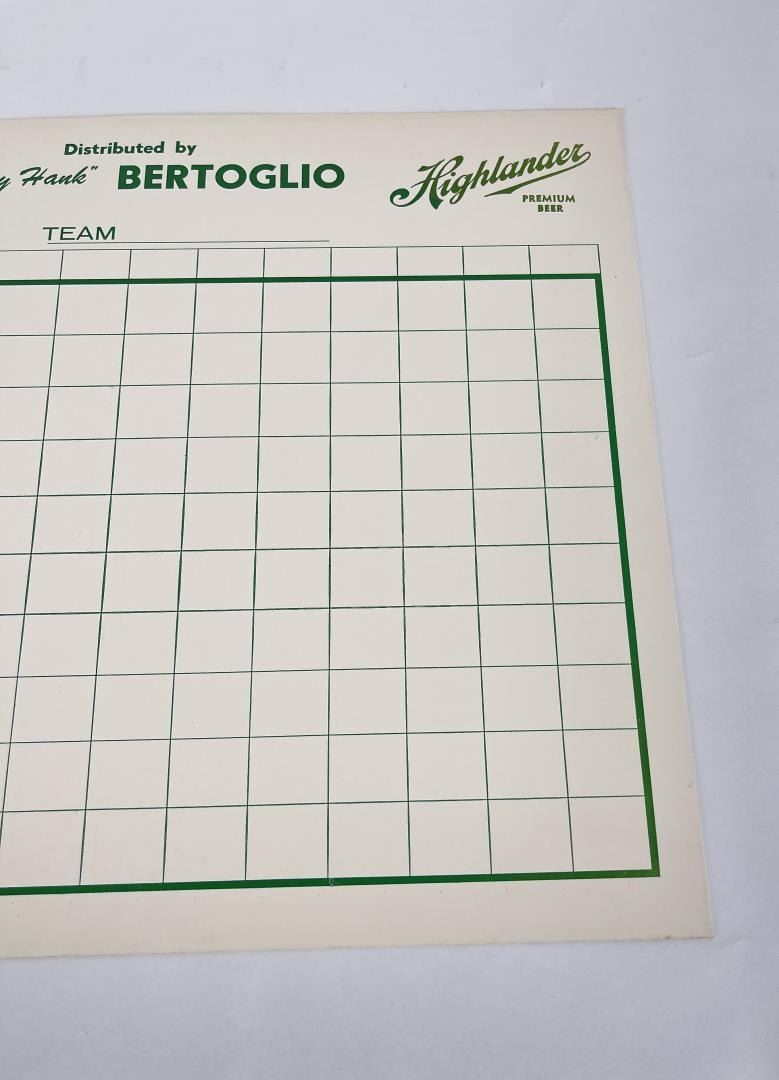 Distributed by
y Hank" BERTOGLIO
Highlander
PREMIUM
BEER
TEAM